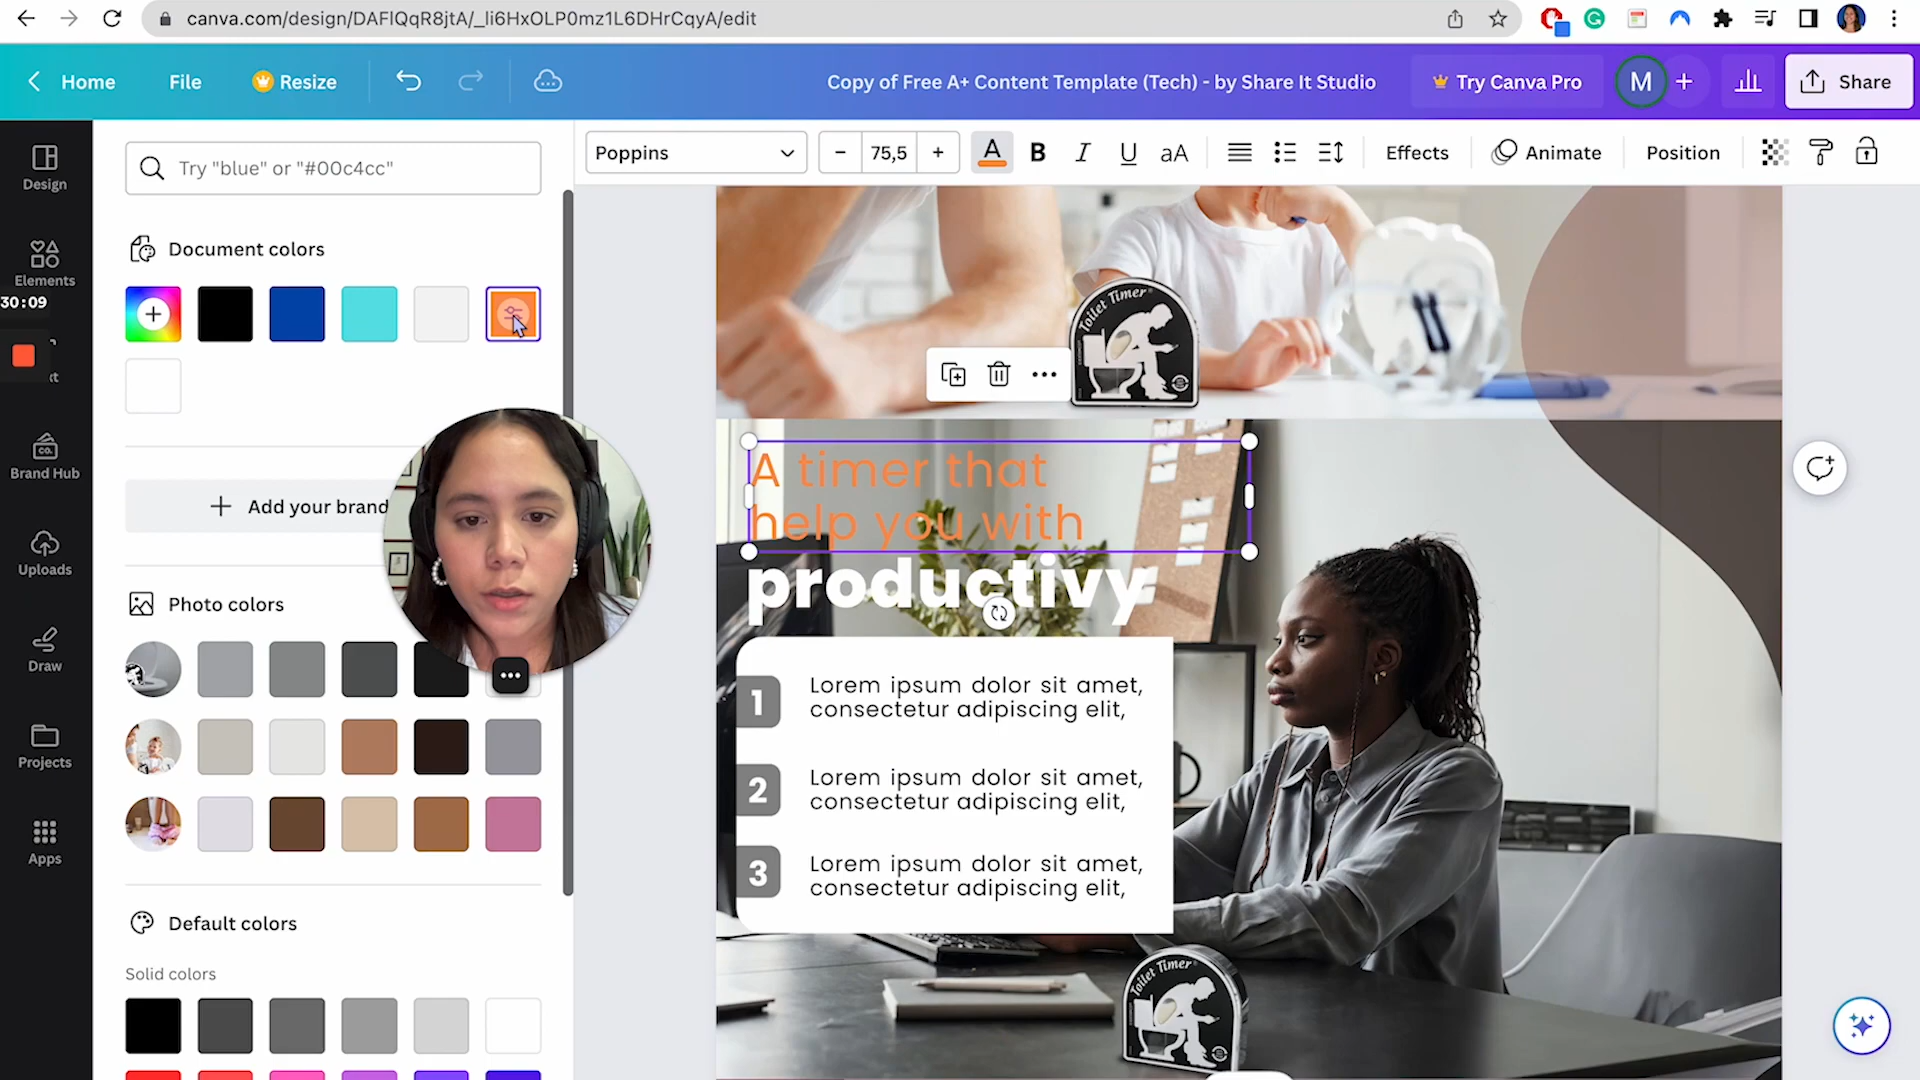 canva.com/design/DAFIQqR8jtA/_li6HxOLP0mz1L6DHrCqyA/edit
Home
File
Resize
Copy of Free A+ Content Template (Tech) - by Share It Studio
Try Canva Pro
M
Share
Design
Elements
30:09
xt
Brand Hub
Uploads
Draw
Projects
Apps
Try "blue" or "#00c4cc"
Document colors
Add your brand
Photo colors
Default colors
Solid colors
Poppins
75,5
A
B
I
U
aA
Effects
Animate
Position
Toilet Timer
A timer that
help you with
productivy
1
Lorem ipsum dolor sit amet,
consectetur adipiscing elit,
2
Lorem ipsum dolor sit amet,
consectetur adipiscing elit,
3
Lorem ipsum dolor sit amet,
consectetur adipiscing elit,
Toilet Timer